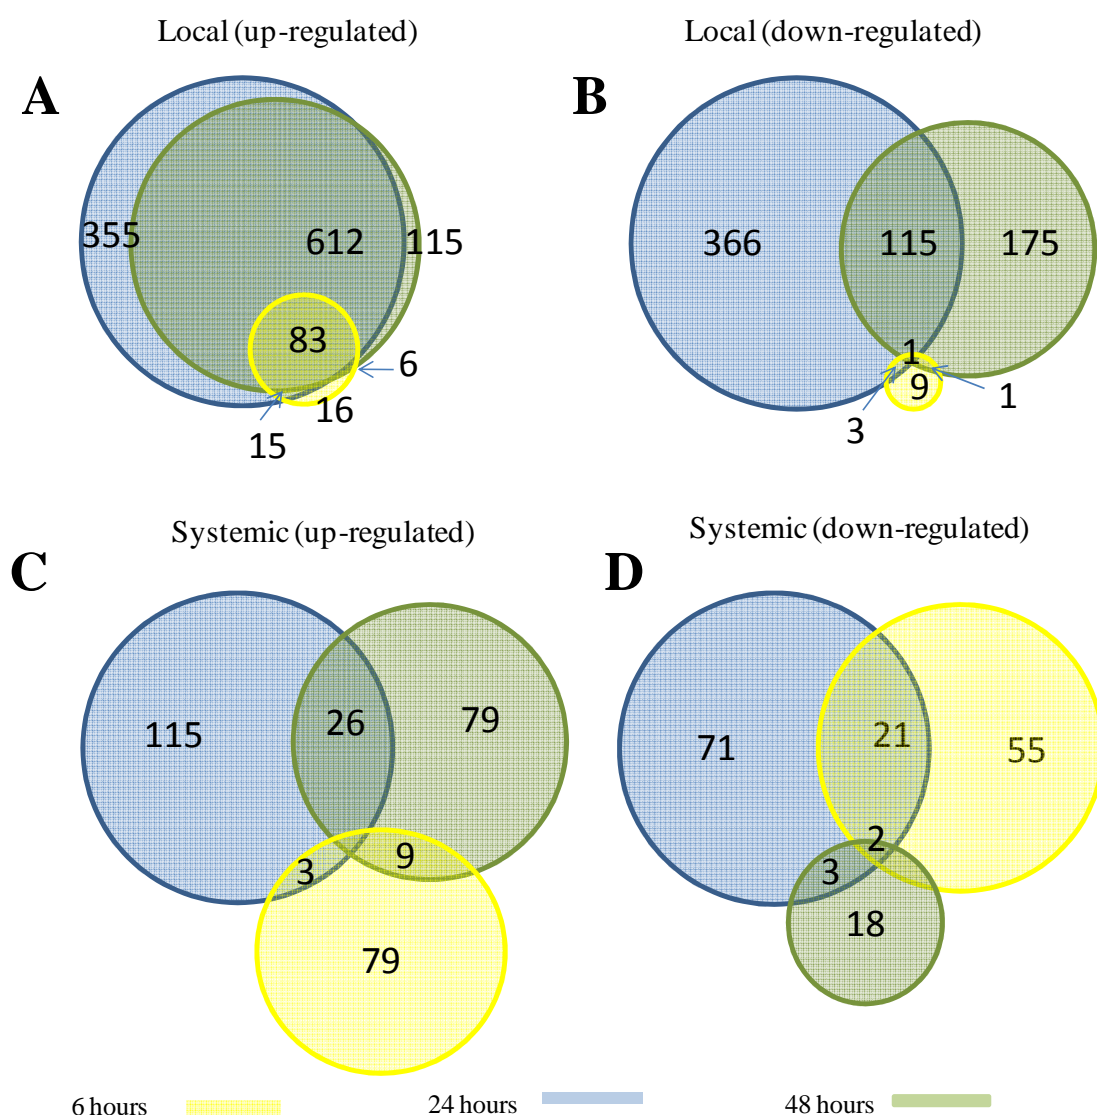 Local (up-regulated)
Local (down-regulated)
A
B
355
612
115
83
6
16
15
366
115
175
1
9
3
1
Systemic (up-regulated)
Systemic (down-regulated)
C
D
115
26
79
3
9
79
71
21
55
2
3
18
6 hours
24 hours
48 hours